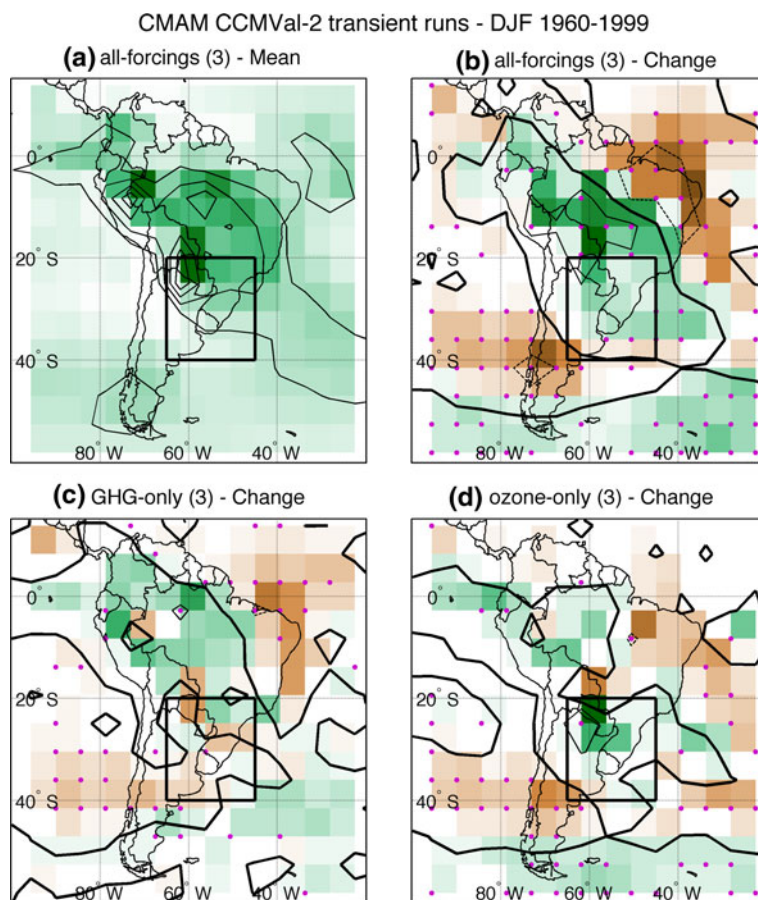 CMAM CCMVal-2 transient runs - DJF 1960-1999
(a) all-forcings (3) - Mean
(b) all-forcings (3) - Change
0°
20° S
40° S
80° W
60° W
40° W
0°
20° S
40° S
80° W
60° W
40° W
(c) GHG-only (3) - Change
(d) ozone-only (3) - Change
0°
20° S
40° S
80° W
60° W
40° W
0°
20° S
40° S
80° W
60° W
40° W